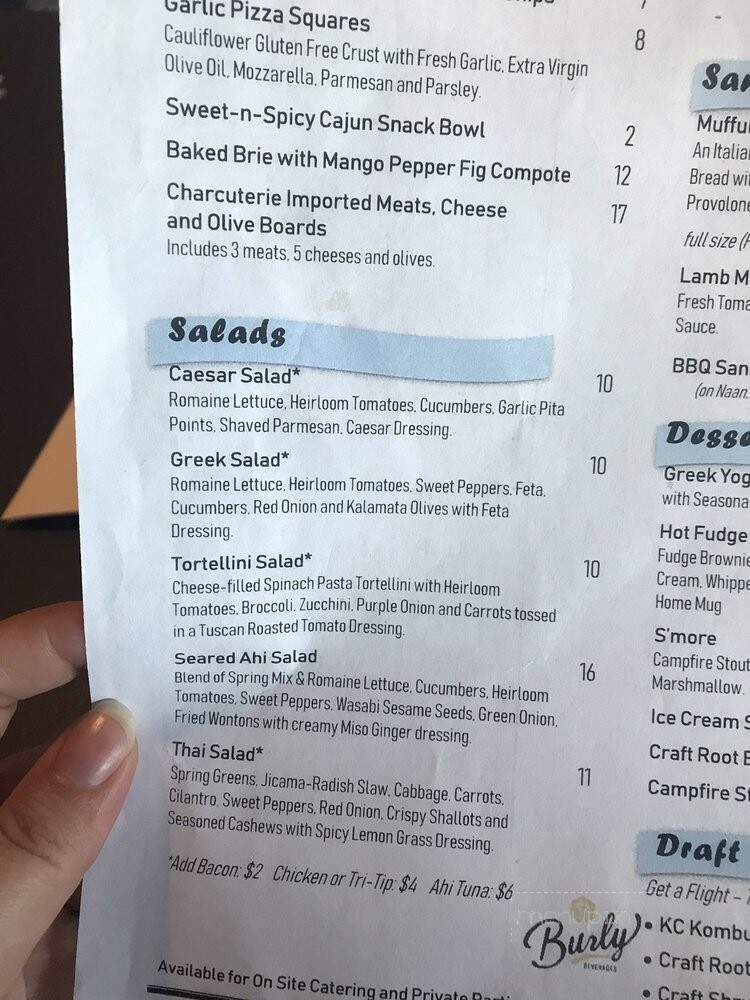 7
Garlic Pizza Squares 8
Cauliflower Gluten Free Crust with Fresh Garlic, Extra Virgin
Olive Oil, Mozzarella, Parmesan and Parsley.
Sweet-n-Spicy Cajun Snack Bowl 2
Baked Brie with Mango Pepper Fig Compote 12
Charcuterie Imported Meats, Cheese 17
and Olive Boards
Includes 3 meats, 5 cheeses and olives.
Salads
Caesar Salad* 10
Romaine Lettuce, Heirloom Tomatoes, Cucumbers, Garlic Pita
Points, Shaved Parmesan, Caesar Dressing.
Greek Salad* 10
Romaine Lettuce, Heirloom Tomatoes, Sweet Peppers, Feta,
Cucumbers, Red Onion and Kalamata Olives with Feta
Dressing.
Tortellini Salad* 10
Cheese-filled Spinach Pasta Tortellini with Heirloom
Tomatoes, Broccoli, Zucchini, Purple Onion and Carrots tossed
in a Tuscan Roasted Tomato Dressing.
Seared Ahi Salad 16
Blend of Spring Mix & Romaine Lettuce, Cucumbers, Heirloom
Tomatoes, Sweet Peppers, Wasabi Sesame Seeds, Green Onion,
Fried Wontons with creamy Miso Ginger dressing.
Thai Salad* 11
Spring Greens, Jicama-Radish Slaw, Cabbage, Carrots,
Cilantro, Sweet Peppers, Red Onion, Crispy Shallots and
Seasoned Cashews with Spicy Lemon Grass Dressing.
*Add Bacon: $2 Chicken or Tri-Tip: $4 Ahi Tuna: $6
Burly
BEVERAGES
Available for On Site Catering and Private
San
Mufful
An Italia
Bread wi
Provolone
full size (
Lamb M
Fresh Toma
Sauce.
BBQ San
(on Naan,
Desse
Greek Yog
with Seasona
Hot Fudge
Fudge Brownie
Cream, Whippe
Home Mug
S'more
Campfire Stout
Marshmallow.
Ice Cream S
Craft Root B
Campfire St
Draft
Get a Flight –
• KC Kombu
• Craft Root
• Craft